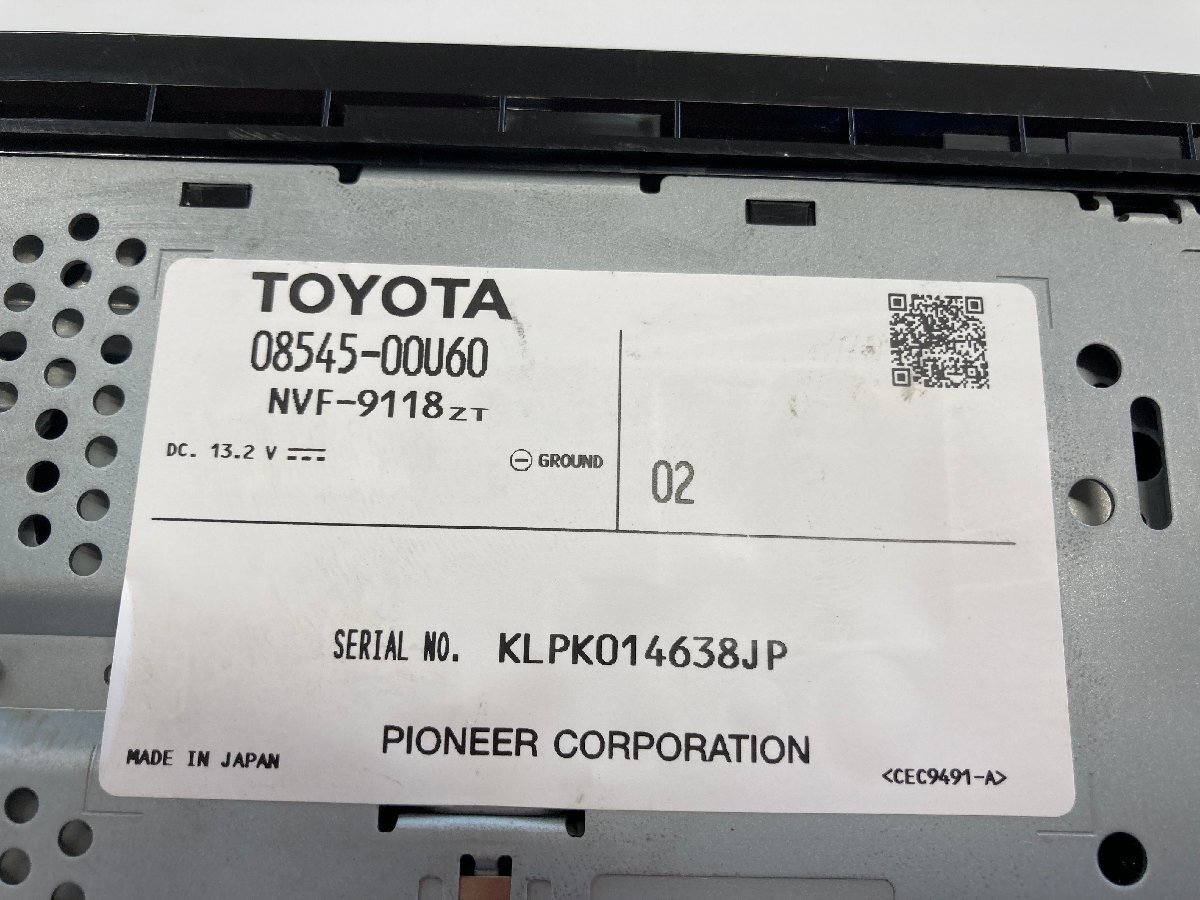 TOYOTA
08545-00U60
NVF-9118ZT
DC. 13.2 V
GROUND
02
SERIAL NO. KLPK014638JP
PIONEER CORPORATION
MADE IN JAPAN
<CEC9491-A>